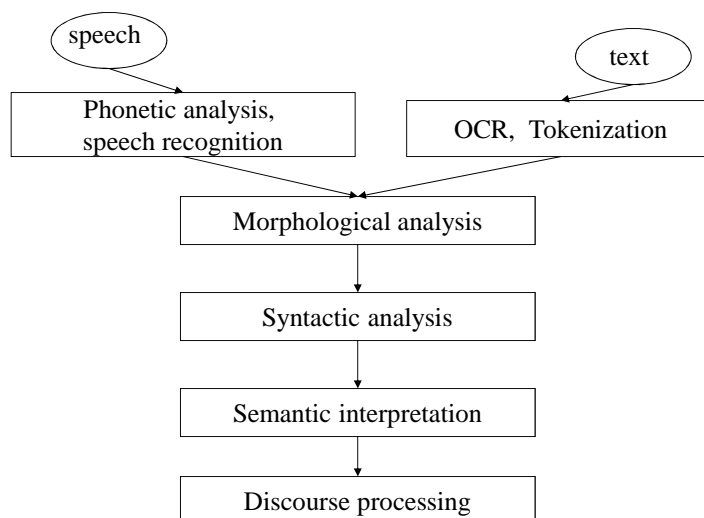 speech
text
Phonetic analysis,
speech recognition
OCR, Tokenization
Morphological analysis
Syntactic analysis
Semantic interpretation
Discourse processing